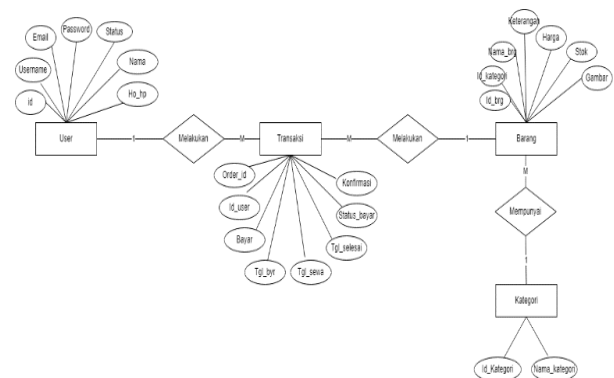 Keterangan
Email
Password
Status
Harga
Nama_brg
Stok
Username
Nama
Id_kategori
Gambar
id
Ho_hp
Id_brg
User
1
Melakukan
M
Transaksi
M
Melakukan
1
Barang
Order_id
Konfirmasi
M
Id_user
Status_bayar
Mempunyai
Bayar
Tgl_selesai
Tgl_byr
Tgl_sewa
1
Kategori
Id_Kategori
Nama_kategori